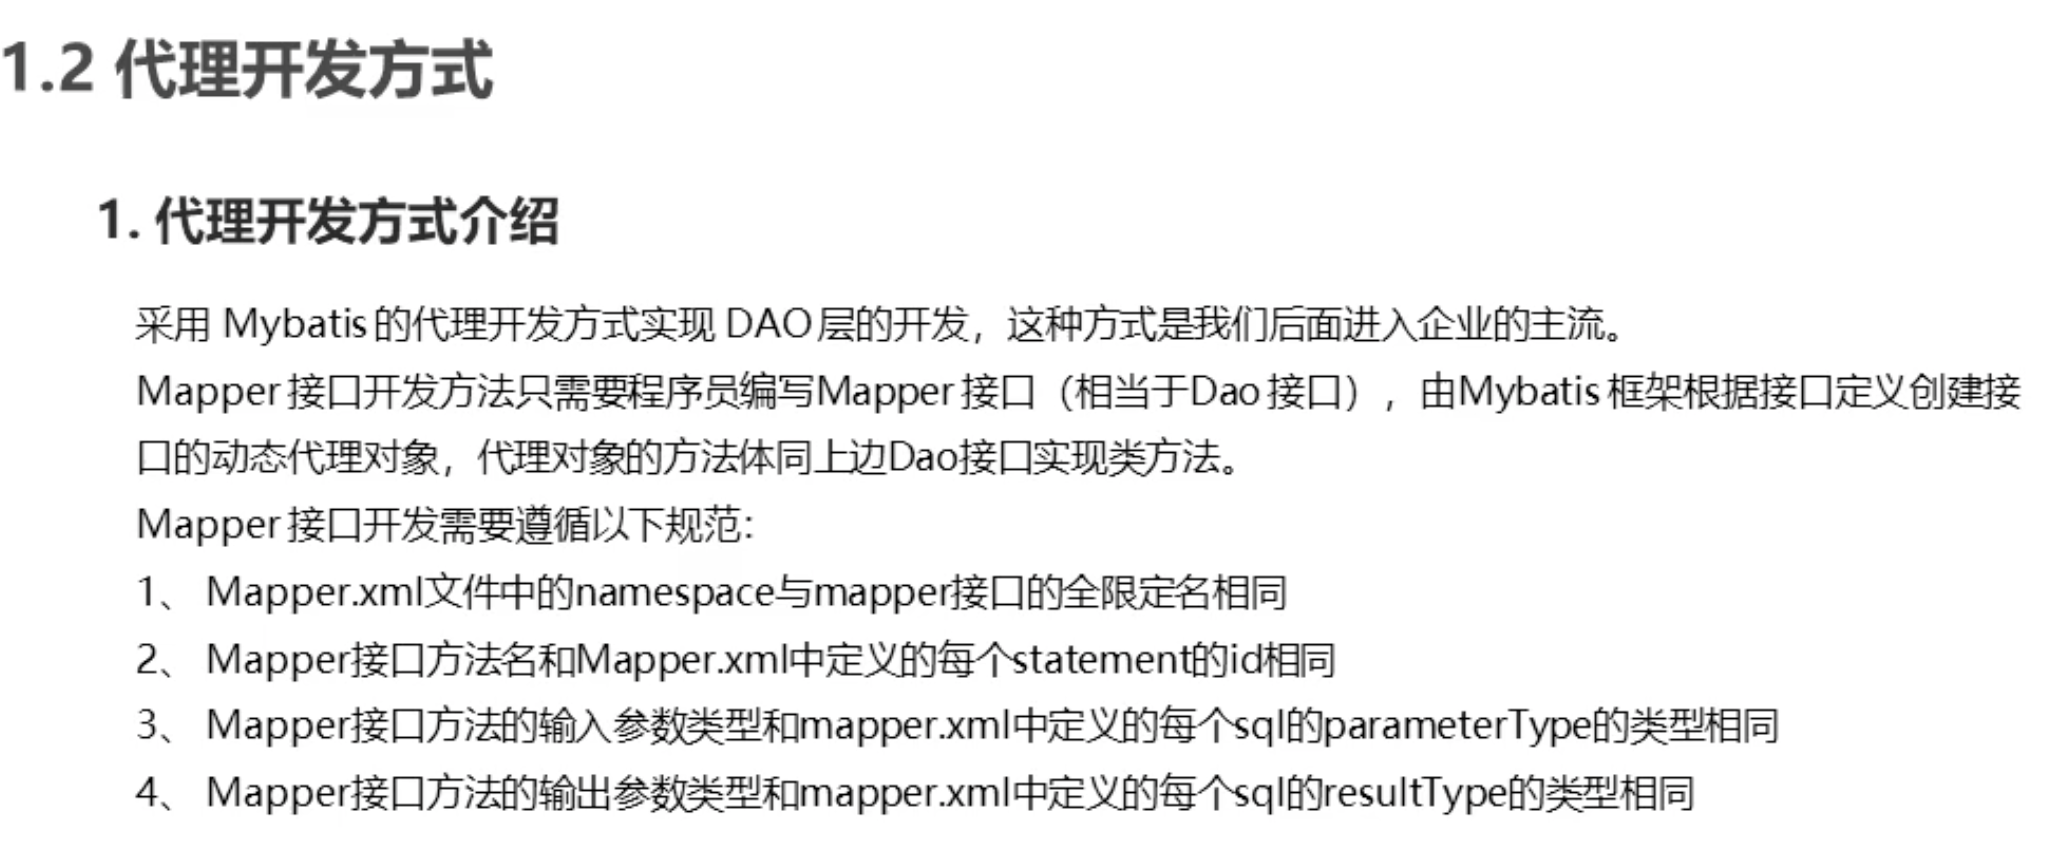 1.2 代理开发方式
1. 代理开发方式介绍
采用 Mybatis 的代理开发方式实现 DAO 层的开发，这种方式是我们后面进入企业的主流。
Mapper 接口开发方法只需要程序员编写Mapper 接口（相当于Dao 接口），由Mybatis 框架根据接口定义创建接
口的动态代理对象，代理对象的方法体同上边Dao接口实现类方法。
Mapper 接口开发需要遵循以下规范：
1、 Mapper.xml文件中的namespace与mapper接口的全限定名相同
2、 Mapper接口方法名和Mapper.xml中定义的每个statement的id相同
3、 Mapper接口方法的输入参数类型和mapper.xml中定义的每个sql的parameterType的类型相同
4、 Mapper接口方法的输出参数类型和mapper.xml中定义的每个sql的resultType的类型相同